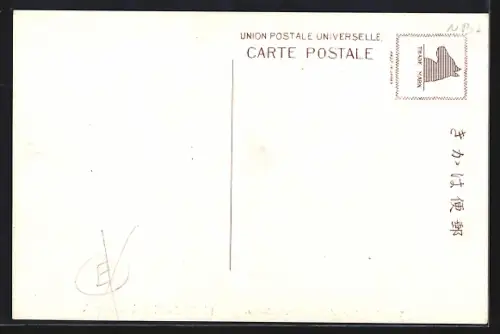 UNION POSTALE UNIVERSELLE.
CARTE POSTALE
TRADE MARK
きかは便郵
E